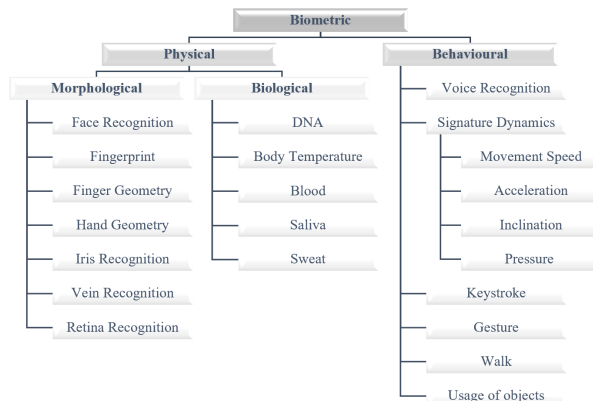 Biometric
Physical
Behavioural
Morphological
Biological
Face Recognition
Fingerprint
Finger Geometry
Hand Geometry
Iris Recognition
Vein Recognition
Retina Recognition
DNA
Body Temperature
Blood
Saliva
Sweat
Voice Recognition
Signature Dynamics
Movement Speed
Acceleration
Inclination
Pressure
Keystroke
Gesture
Walk
Usage of objects